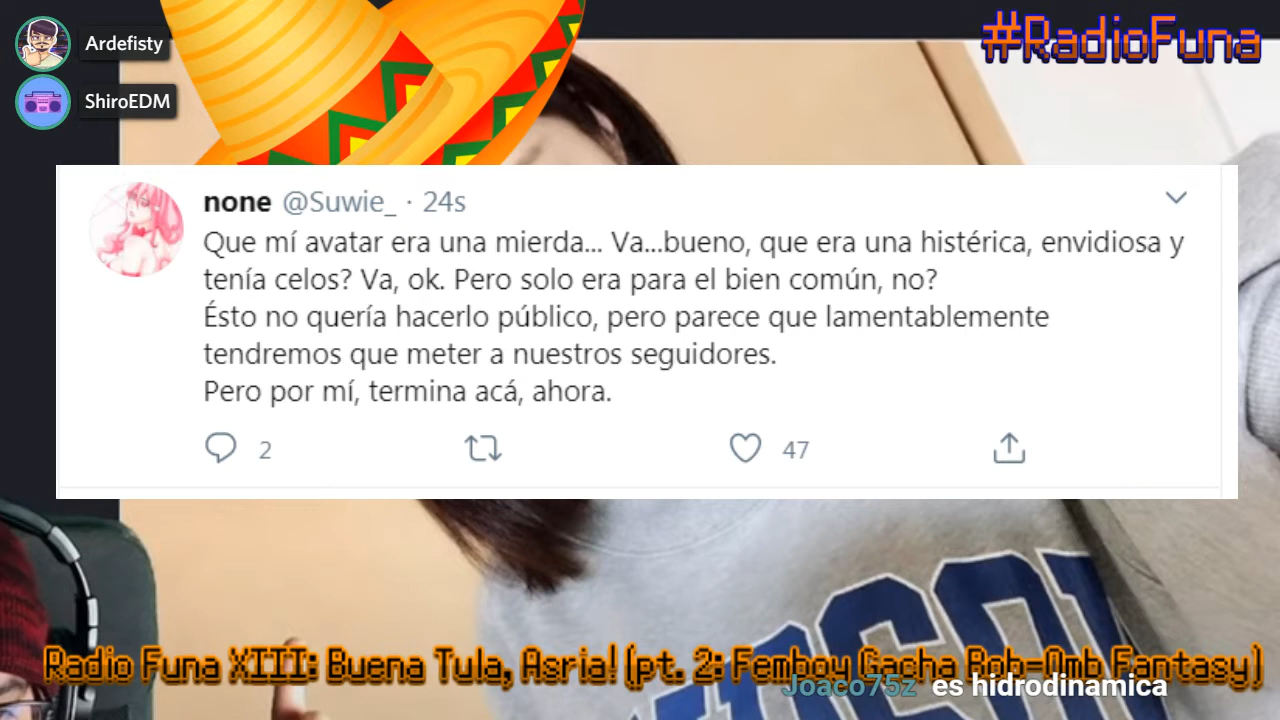 Ardefisty
ShiroEDM
#RadioFuna
none @Suwie_ · 24s
Que mí avatar era una mierda... Va...bueno, que era una histérica, envidiosa y
tenía celos? Va, ok. Pero solo era para el bien común, no?
Ésto no quería hacerlo público, pero parece que lamentablemente
tendremos que meter a nuestros seguidores.
Pero por mí, termina acá, ahora.
2
47
Radio Funa XIII: Buena Tula, Asria! (pt. 2: Femboy Gacha Bob-Omb Fantasy)
Joaco75z es hidrodinamica